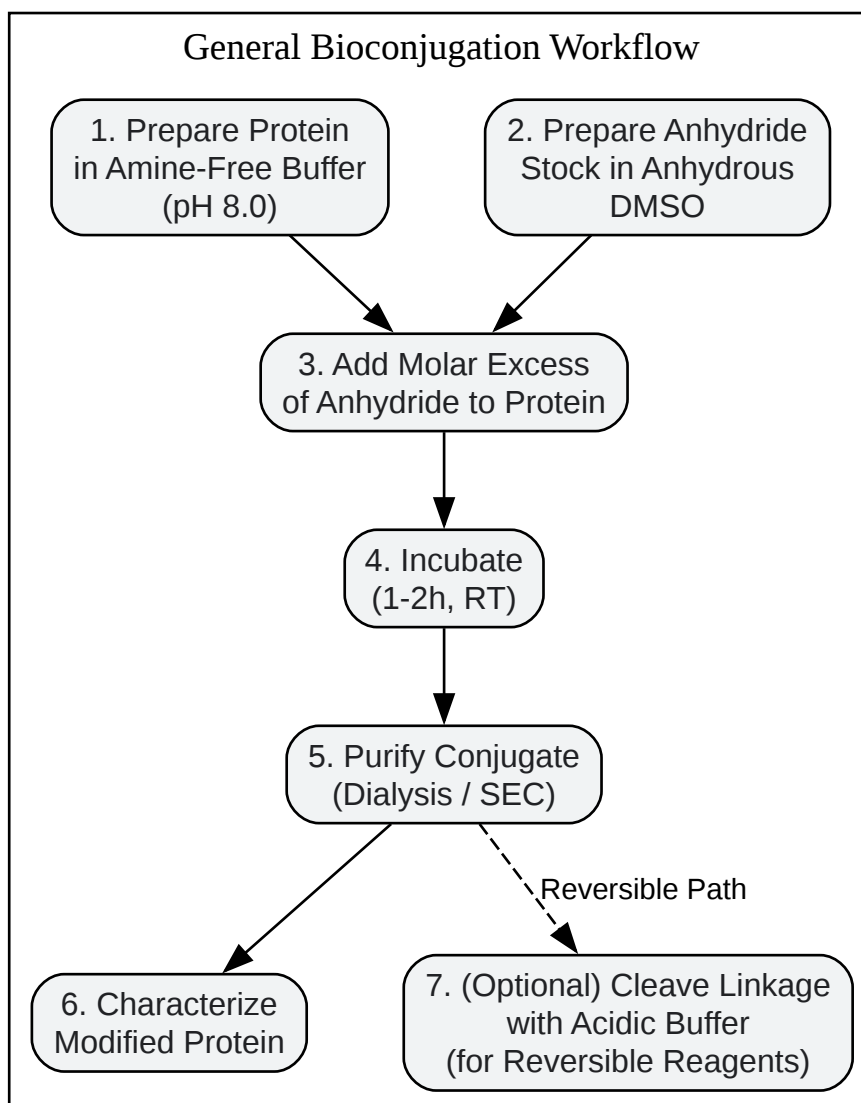 General Bioconjugation Workflow
1. Prepare Protein
in Amine-Free Buffer
(pH 8.0)
2. Prepare Anhydride
Stock in Anhydrous
DMSO
3. Add Molar Excess
of Anhydride to Protein
4. Incubate
(1-2h, RT)
5. Purify Conjugate
(Dialysis / SEC)
Reversible Path
6. Characterize
Modified Protein
7. (Optional) Cleave Linkage
with Acidic Buffer
(for Reversible Reagents)